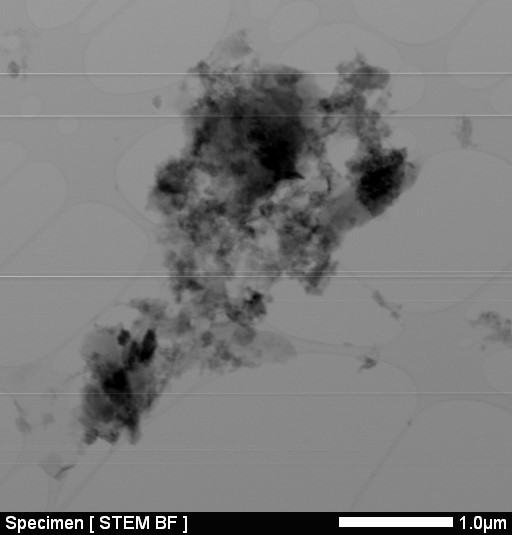 Specimen [ STEM BF ] 1.0μm